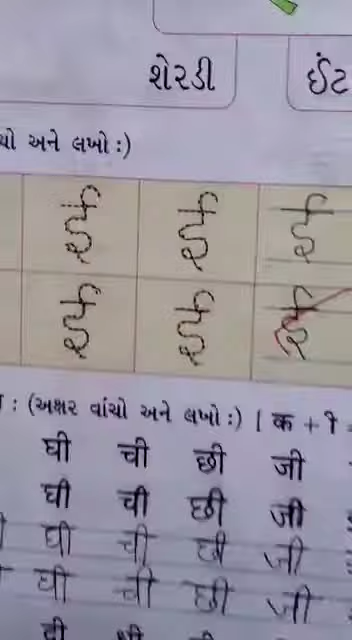 શેરડી ઈંટ
અને લખો :)
ई ई ई
ई ई ई
: (અક્ષર વાંચો અને લખો :) | क + ी =
घी ची छी जी
घी ची छी जी
घी ची छी जी
घी ची छी जी